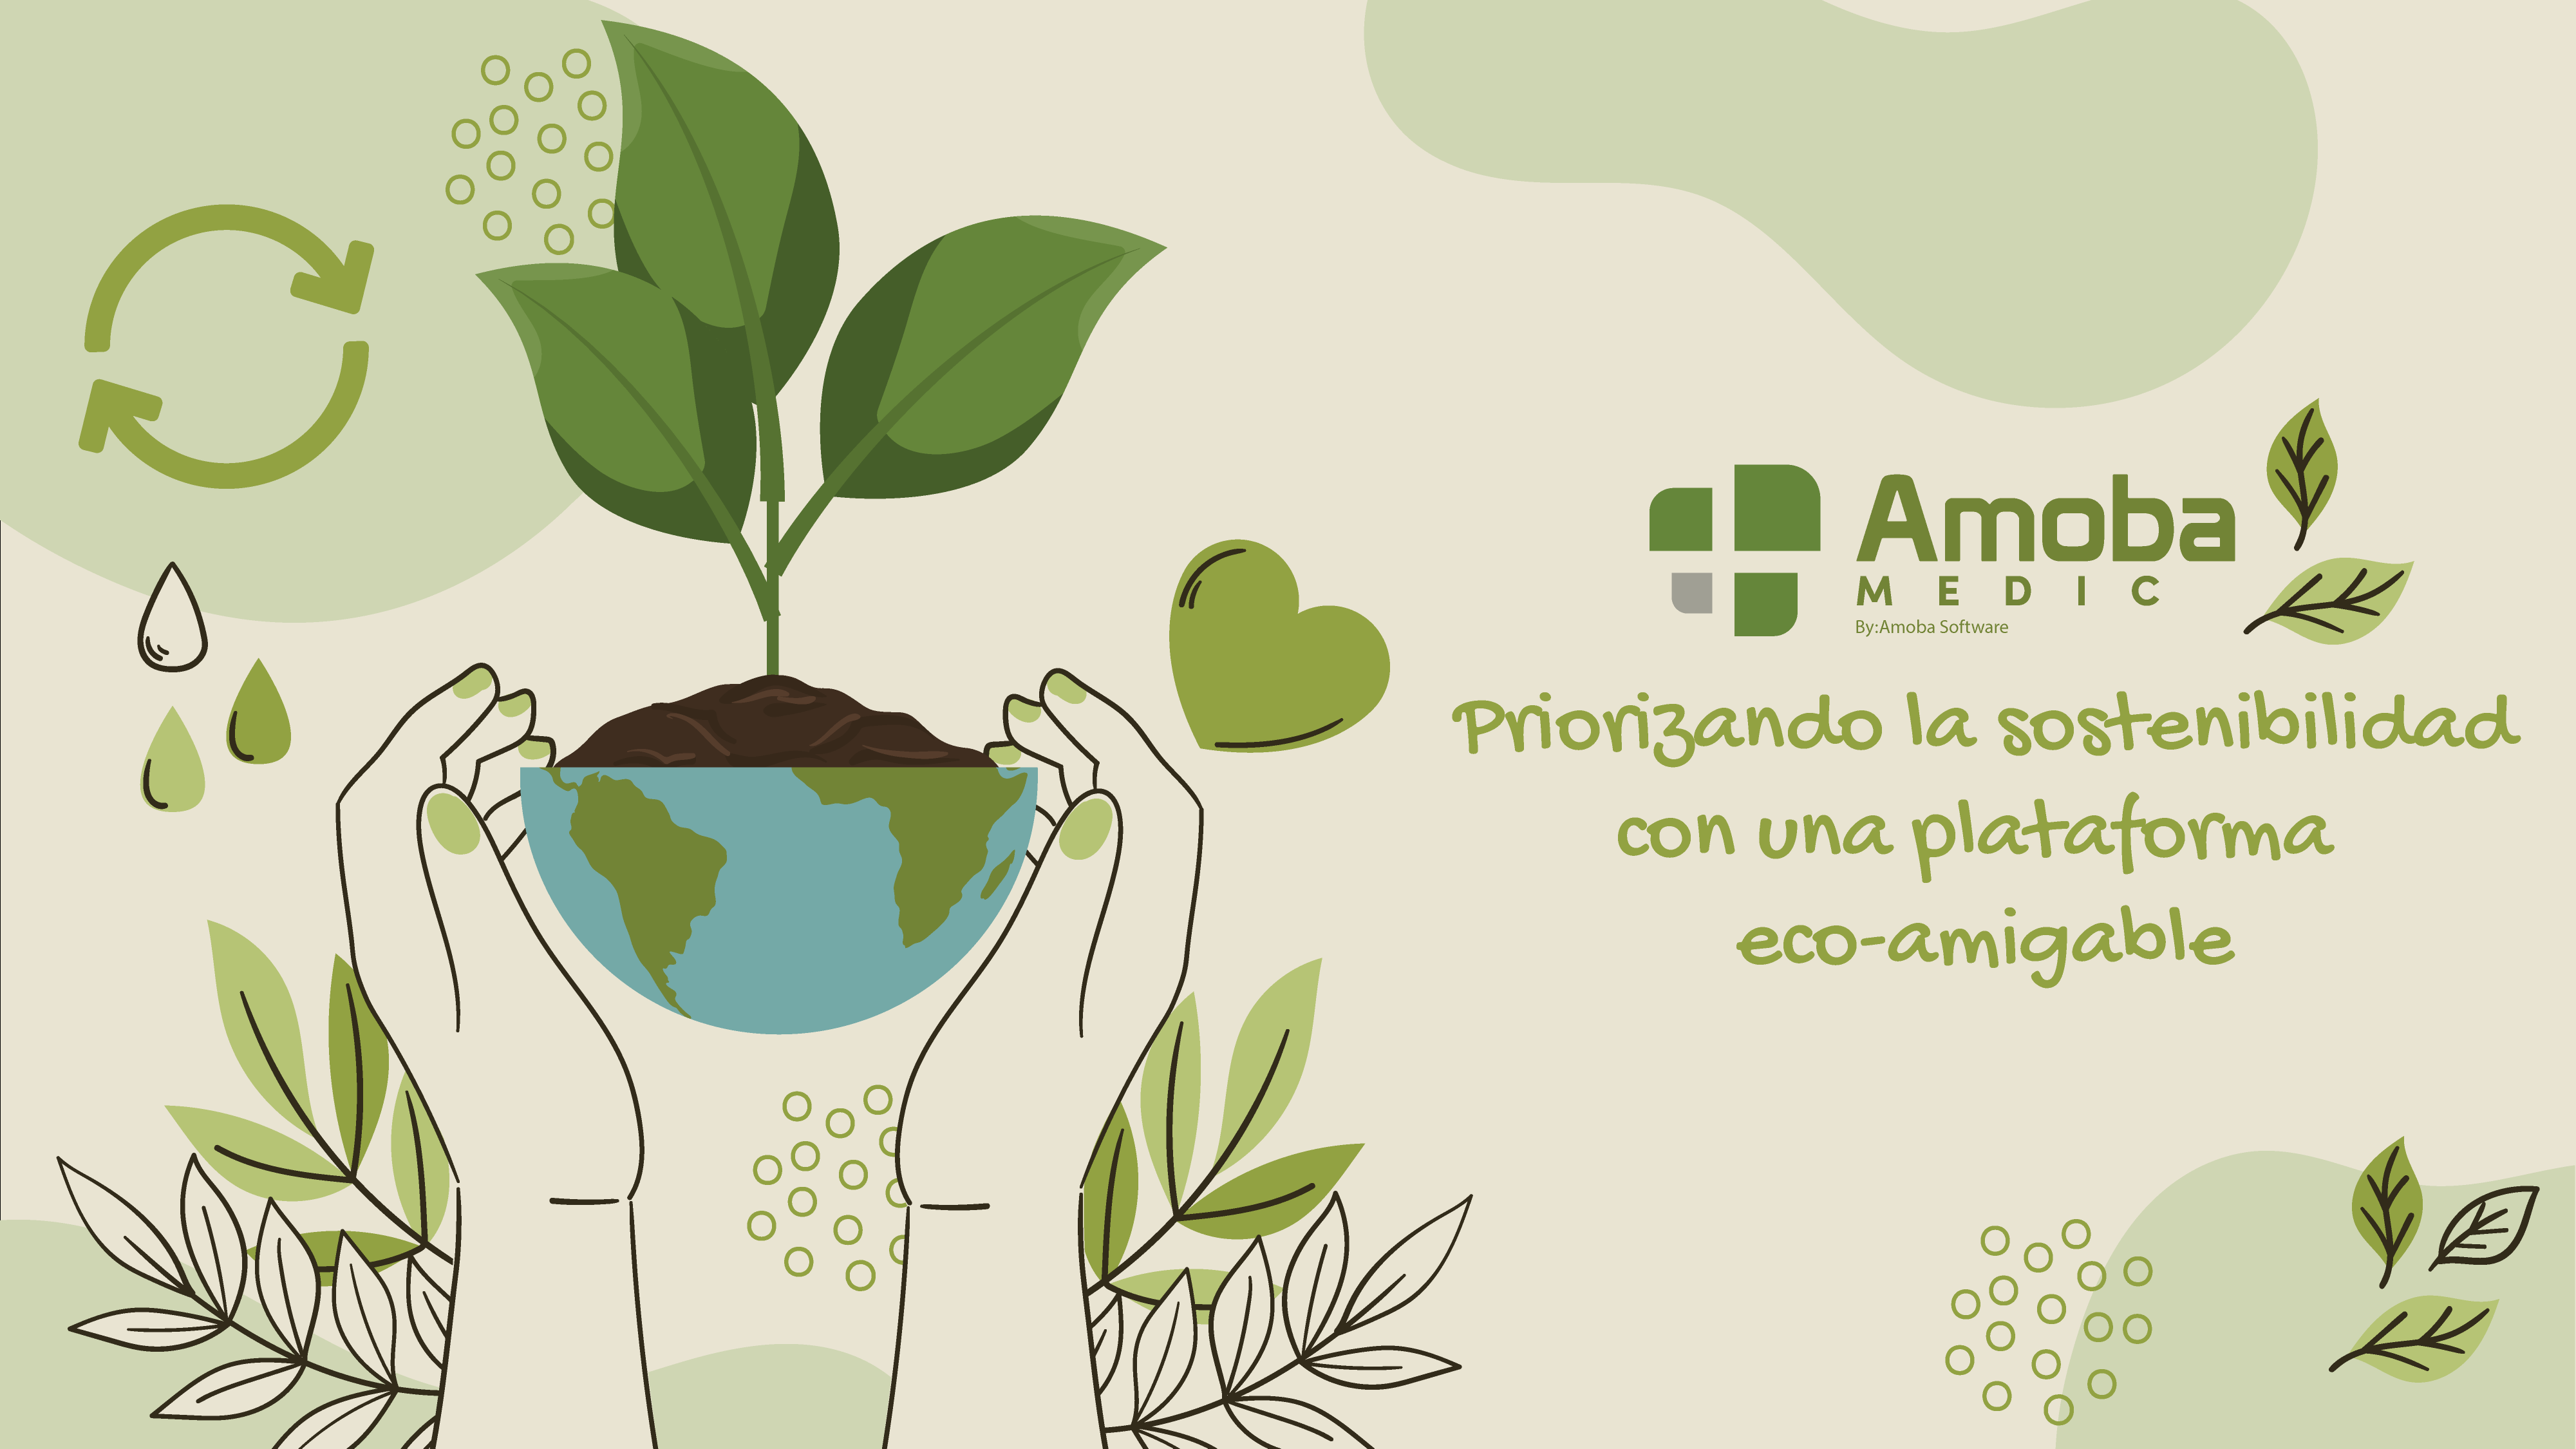 Amoba
MEDIC
By:Amoba Software
Priorizando la sostenibilidad
con una plataforma
eco-amigable